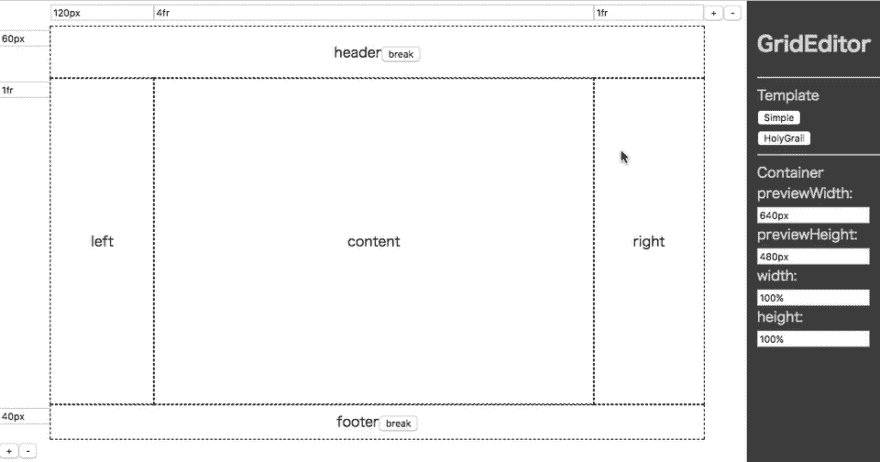 120px 4fr 1fr + -
60px
header break
1fr
left content right
40px
footer break
+ -
GridEditor
Template
Simple
HolyGrail
Container
previewWidth:
640px
previewHeight:
480px
width:
100%
height:
100%